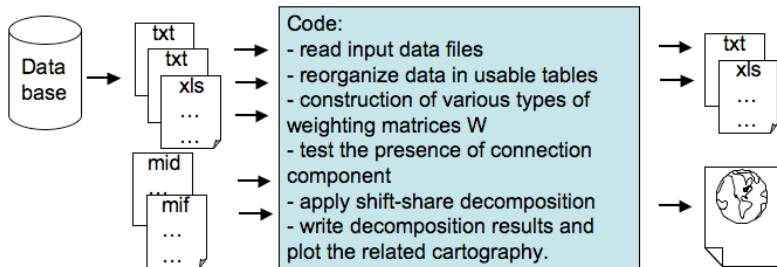 Data
base
txt
txt
xls
...
...
mid
...
mif
...
...
Code:
- read input data files
- reorganize data in usable tables
- construction of various types of
weighting matrices W
- test the presence of connection
component
- apply shift-share decomposition
- write decomposition results and
plot the related cartography.
txt
xls
...
...